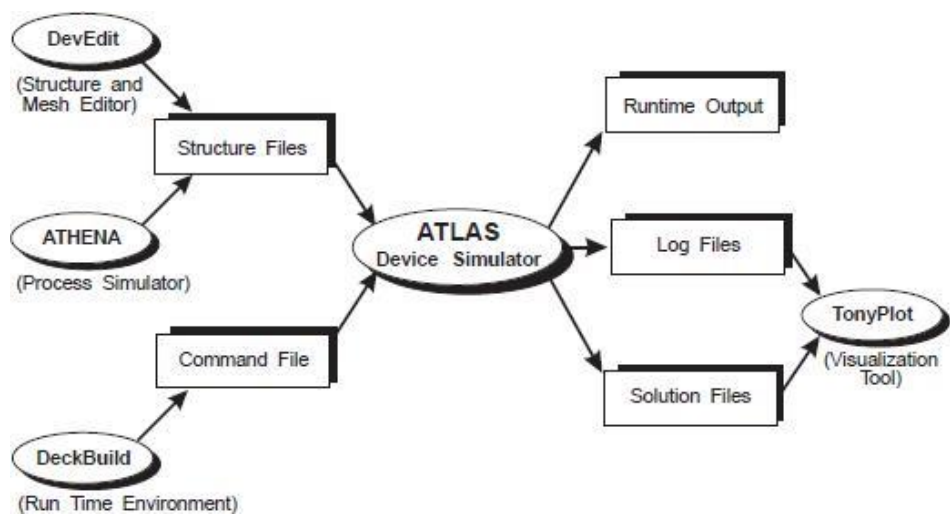 DevEdit
(Structure and
Mesh Editor)
Structure Files
ATHENA
(Process Simulator)
Command File
DeckBuild
(Run Time Environment)
ATLAS
Device Simulator
Runtime Output
Log Files
Solution Files
TonyPlot
(Visualization
Tool)